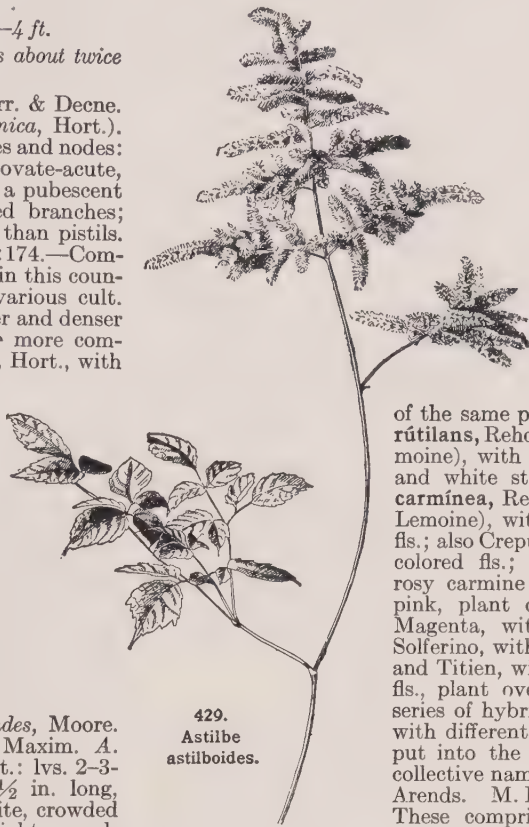 –4 ft.
s about twice
rr. & Decne.
nica, Hort.).
es and nodes:
ovate-acute,
a pubescent
ed branches;
than pistils.
:174.—Com-
in this coun-
various cult.
er and denser
more com-
, Hort., with
of the same p
rútilans, Reho
moine), with
and white st
carmínea, Re
Lemoine), wit
fls.; also Crepu
colored fls.;
rosy carmine
pink, plant c
Magenta, wit
Solferino, with
and Titien, w
fls., plant ov
series of hybr
with different
put into the
collective nam
Arends. M.
These compri
429.
Astilbe
astilboides.
des, Moore.
Maxim. A.
t.: lvs. 2–3-
½ in. long,
ite, crowded